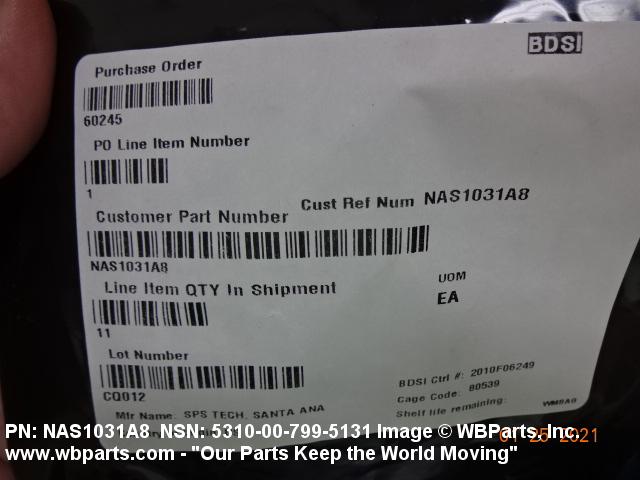 BDSI
Purchase Order
60245
PO Line Item Number
1
Cust Ref Num NAS1031A8
Customer Part Number
NAS1031A8
Line Item QTY In Shipment
11
UOM
EA
Lot Number
CQ012
BDSI Ctrl #: 2010F06249
Cage Code: 80539
Shelf life remaining:
Mfr Name: SPS TECH, SANTA ANA
PN: NAS1031A8 NSN: 5310-00-799-5131 Image © WBParts, Inc.
01 25 2021
www.wbparts.com - "Our Parts Keep the World Moving"